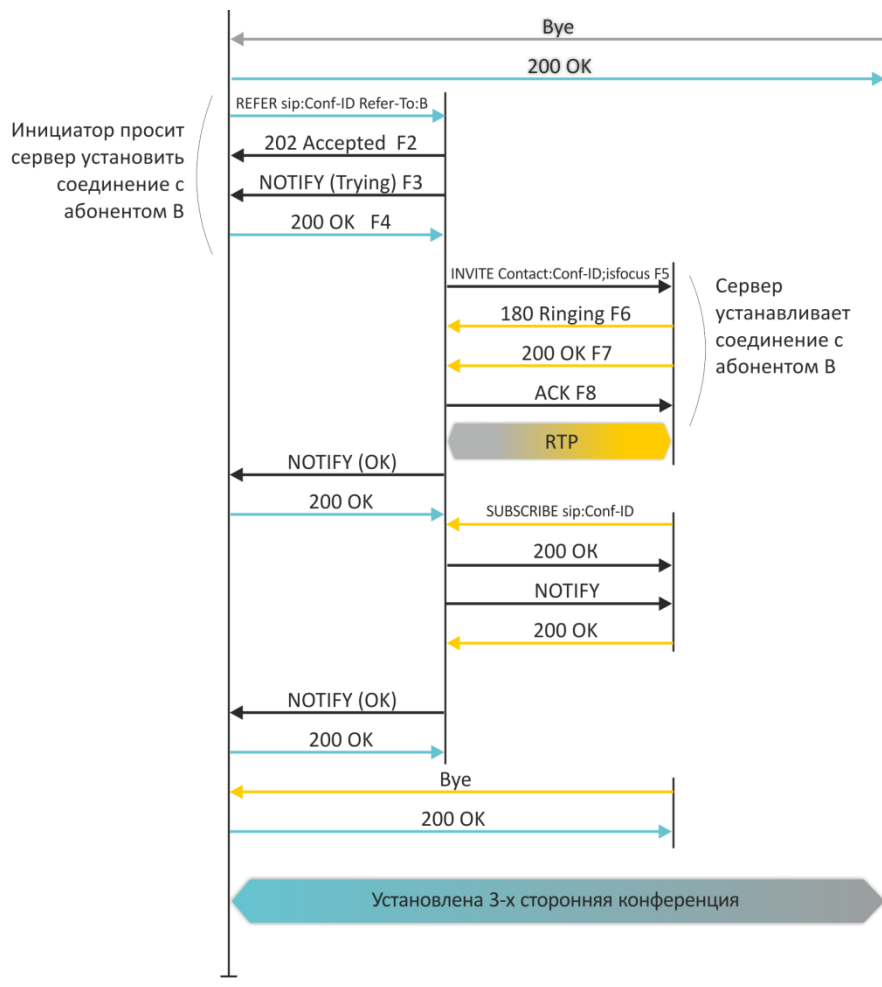 Bye
200 OK
REFER sip:Conf-ID Refer-To:B
Инициатор просит
сервер установить
соединение с
абонентом B
202 Accepted F2
NOTIFY (Trying) F3
200 OK F4
INVITE Contact:Conf-ID;isfocus F5
Сервер
устанавливает
соединение с
абонентом B
180 Ringing F6
200 OK F7
ACK F8
RTP
NOTIFY (OK)
200 OK
SUBSCRIBE sip:Conf-ID
200 OK
NOTIFY
200 OK
NOTIFY (OK)
200 OK
Bye
200 OK
Установлена 3-х сторонняя конференция